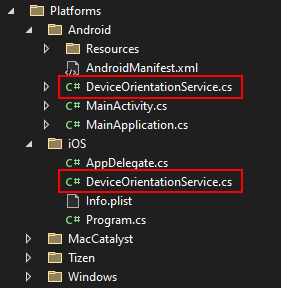 Platforms
Android
Resources
AndroidManifest.xml
C# DeviceOrientationService.cs
C# MainActivity.cs
C# MainApplication.cs
iOS
C# AppDelegate.cs
C# DeviceOrientationService.cs
Info.plist
C# Program.cs
MacCatalyst
Tizen
Windows